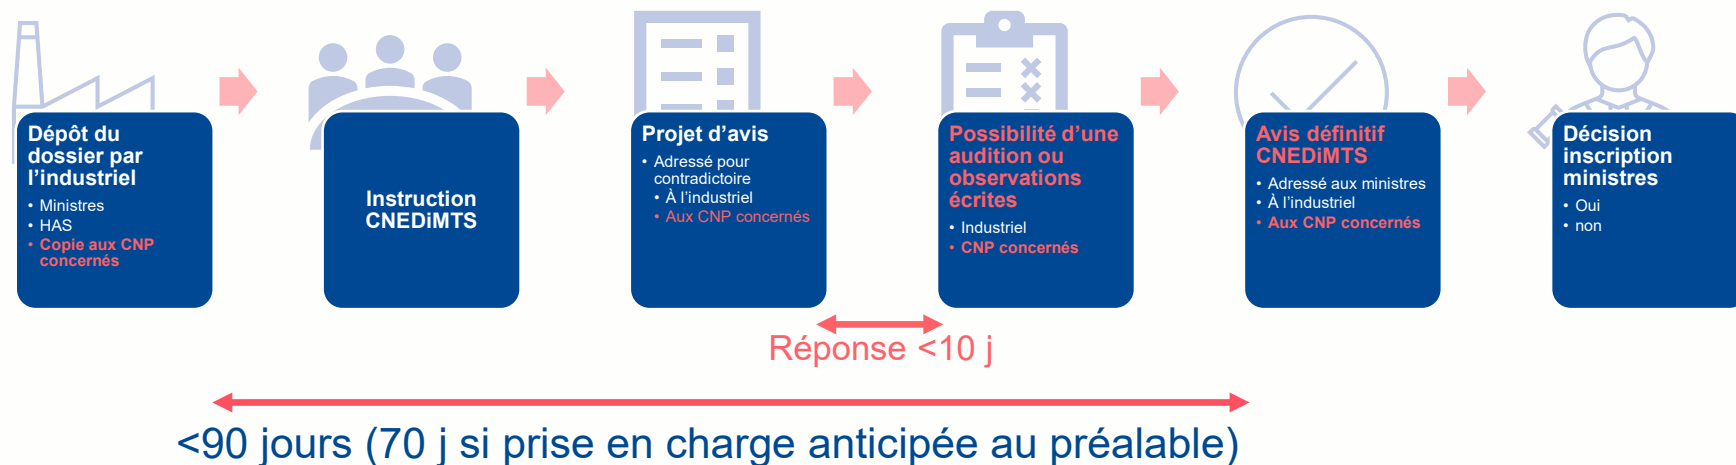 Dépôt du
dossier par
l'industriel
• Ministres
• HAS
• Copie aux CNP
concernés
Instruction
CNEDiMTS
Projet d'avis
• Adressé pour
contradictoire
• À l'industriel
• Aux CNP concernés
Possibilité d'une
audition ou
observations
écrites
• Industriel
• CNP concernés
Avis définitif
CNEDiMTS
• Adressé aux ministres
• À l'industriel
• Aux CNP concernés
Décision
inscription
ministres
• Oui
• non
Réponse <10 j
<90 jours (70 j si prise en charge anticipée au préalable)